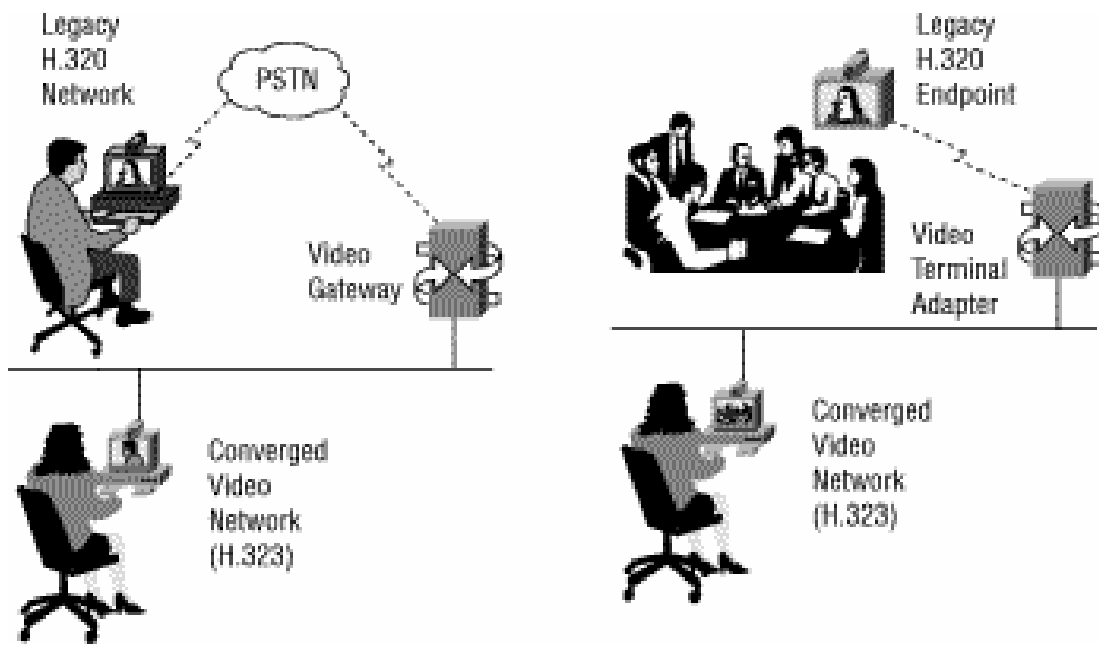 Legacy
H.320
Network
PSTN
Video
Gateway
Converged
Video
Network
(H.323)
Legacy
H.320
Endpoint
Video
Terminal
Adapter
Converged
Video
Network
(H.323)